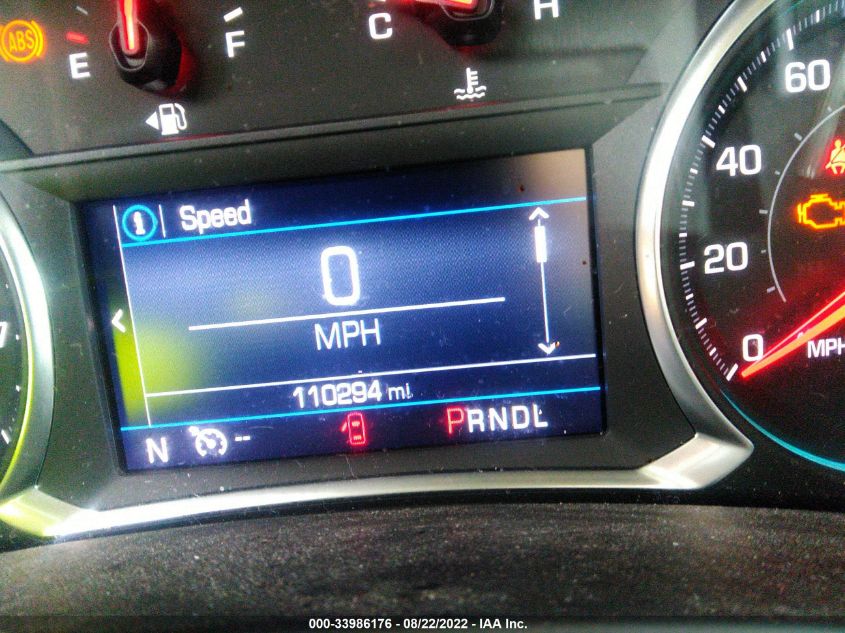 ABS
E
F
C
H
Speed
0
MPH
110294 mi
N
--
PRNDL
7
60
40
20
0
MPH
000-33986176 - 08/22/2022 - IAA Inc.